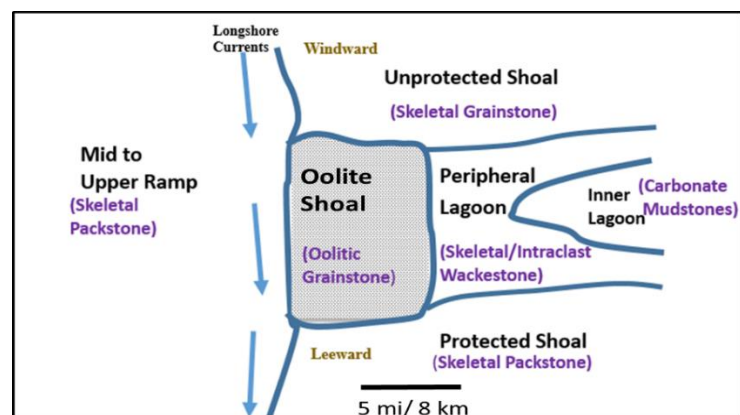 Longshore
Currents
Windward
Unprotected Shoal
(Skeletal Grainstone)
Mid to
Upper Ramp
(Skeletal
Packstone)
Oolite
Shoal
(Oolitic
Grainstone)
Peripheral
Lagoon
(Skeletal/Intraclast
Wackestone)
Inner
Lagoon
(Carbonate
Mudstones)
Leeward
Protected Shoal
(Skeletal Packstone)
5 mi/ 8 km